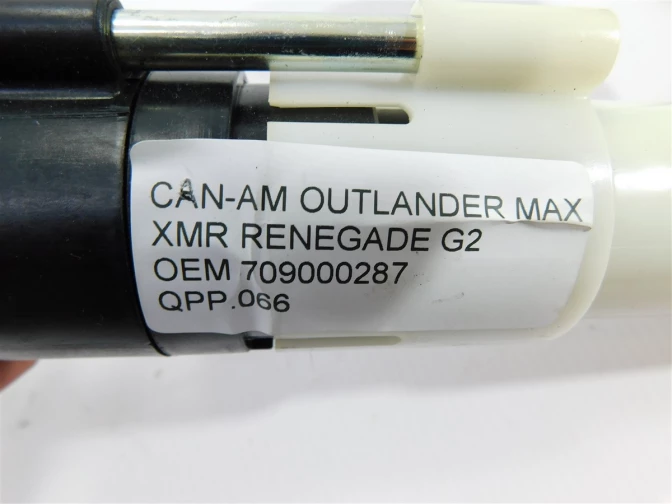 CAN-AM OUTLANDER MAX
XMR RENEGADE G2
OEM 709000287
QPP.066